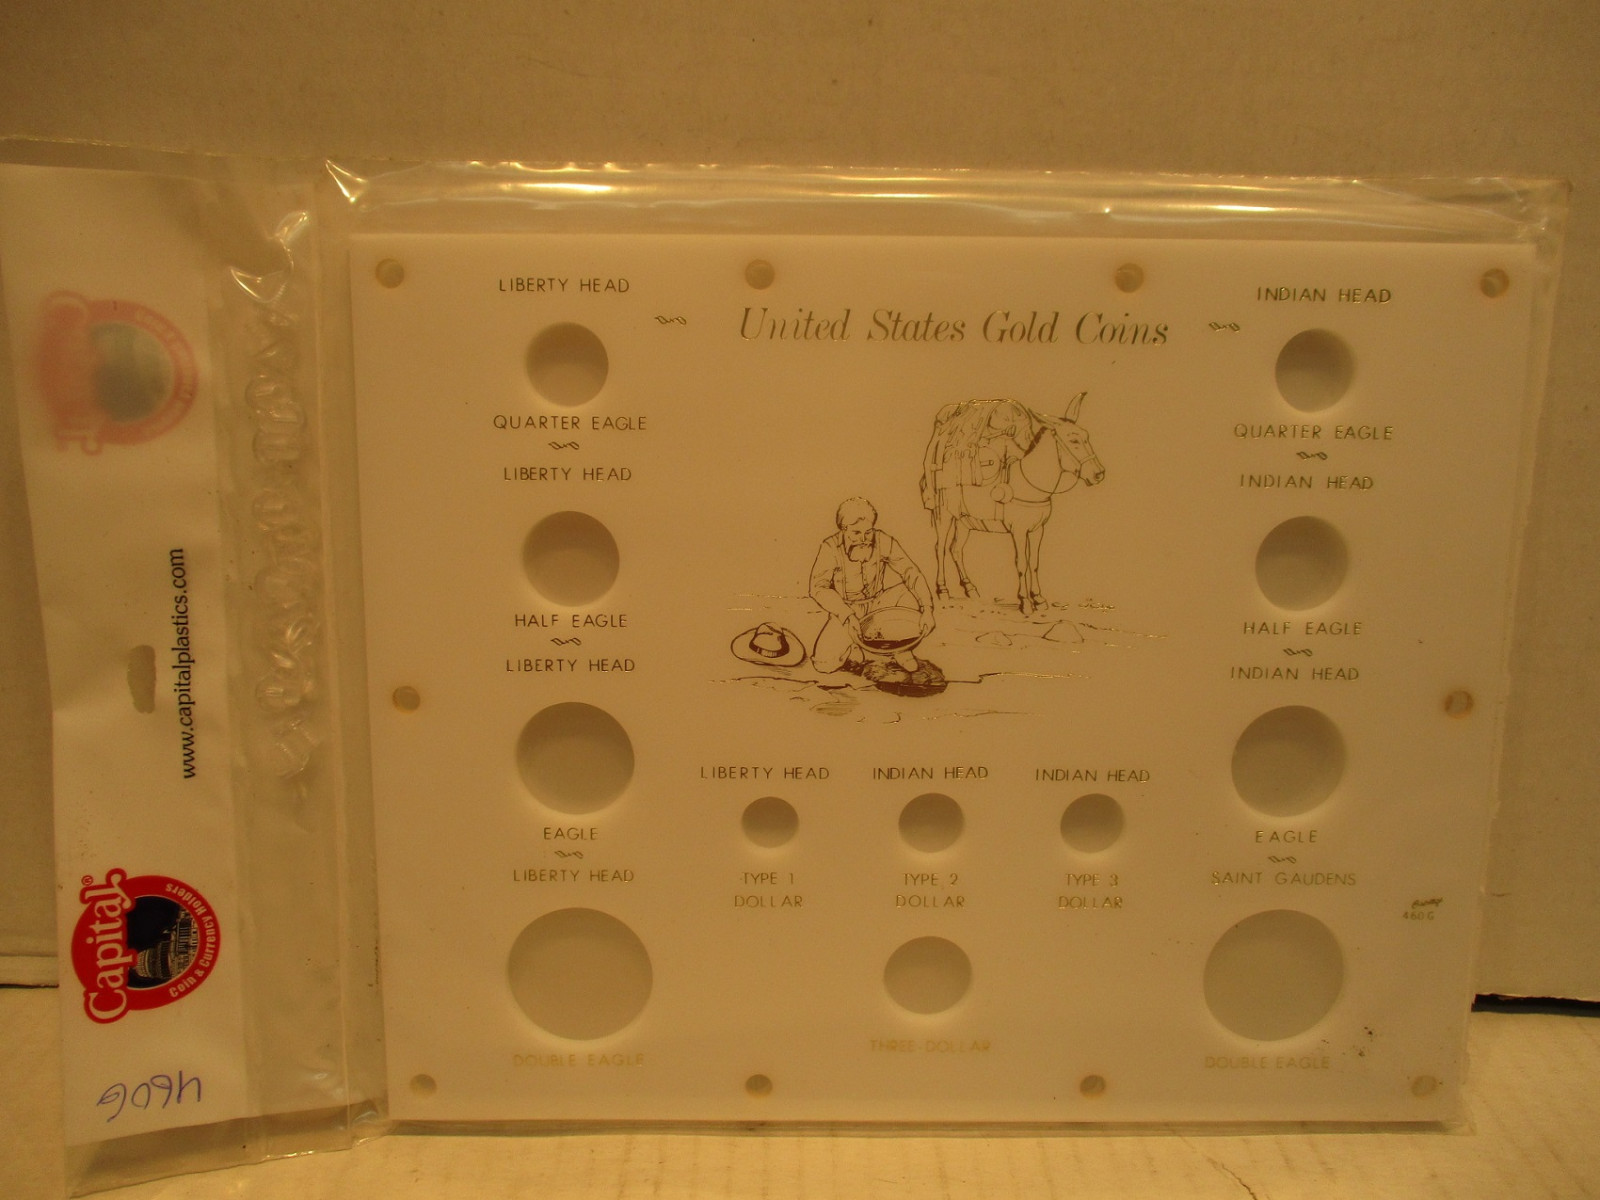 United States Gold Coins
LIBERTY HEAD
QUARTER EAGLE
LIBERTY HEAD
HALF EAGLE
LIBERTY HEAD
EAGLE
LIBERTY HEAD
DOUBLE EAGLE
LIBERTY HEAD
TYPE 1
DOLLAR
INDIAN HEAD
TYPE 2
DOLLAR
INDIAN HEAD
TYPE 3
DOLLAR
THREE-DOLLAR
INDIAN HEAD
QUARTER EAGLE
INDIAN HEAD
HALF EAGLE
INDIAN HEAD
EAGLE
SAINT GAUDENS
DOUBLE EAGLE
460G
www.capitalplastics.com
Capital®
Coin & Currency Holders
460G